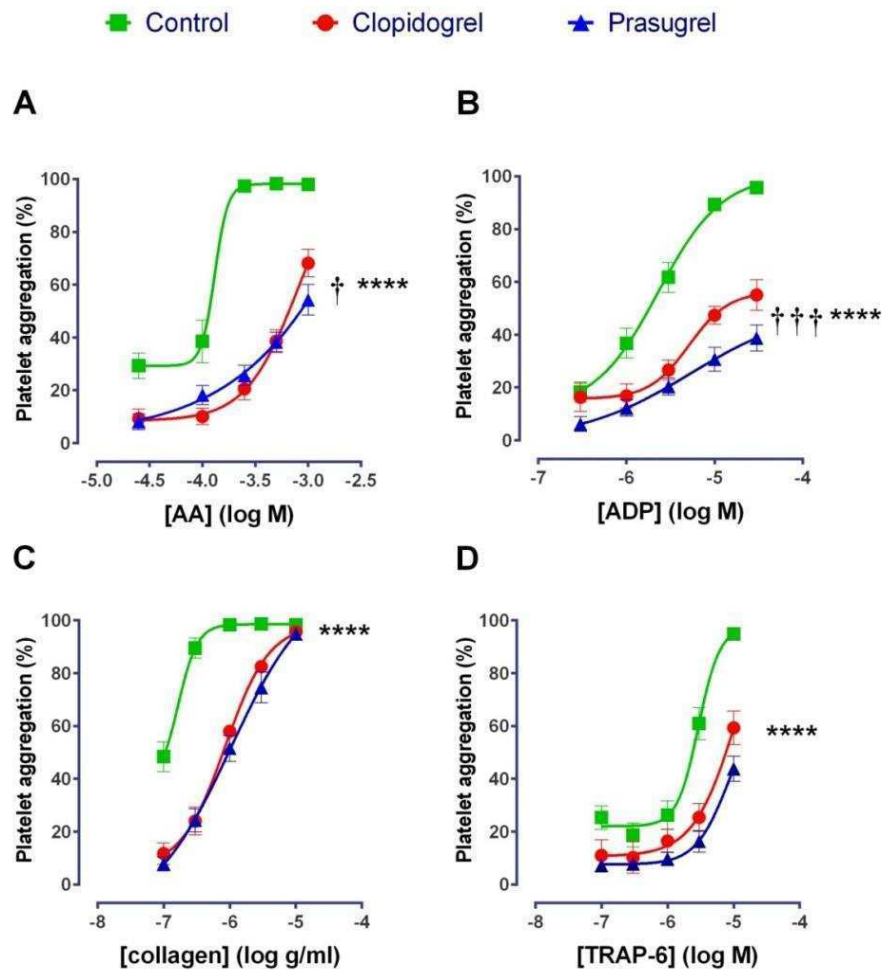 Control Clopidogrel Prasugrel
A
Platelet aggregation (%)
100
80
60
40
20
0
† ****
-5.0 -4.5 -4.0 -3.5 -3.0 -2.5
[AA] (log M)
B
Platelet aggregation (%)
100
80
60
40
20
0
††† ****
-7 -6 -5 -4
[ADP] (log M)
C
Platelet aggregation (%)
100
80
60
40
20
0
****
-8 -7 -6 -5 -4
[collagen] (log g/ml)
D
Platelet aggregation (%)
100
80
60
40
20
0
****
-8 -7 -6 -5 -4
[TRAP-6] (log M)